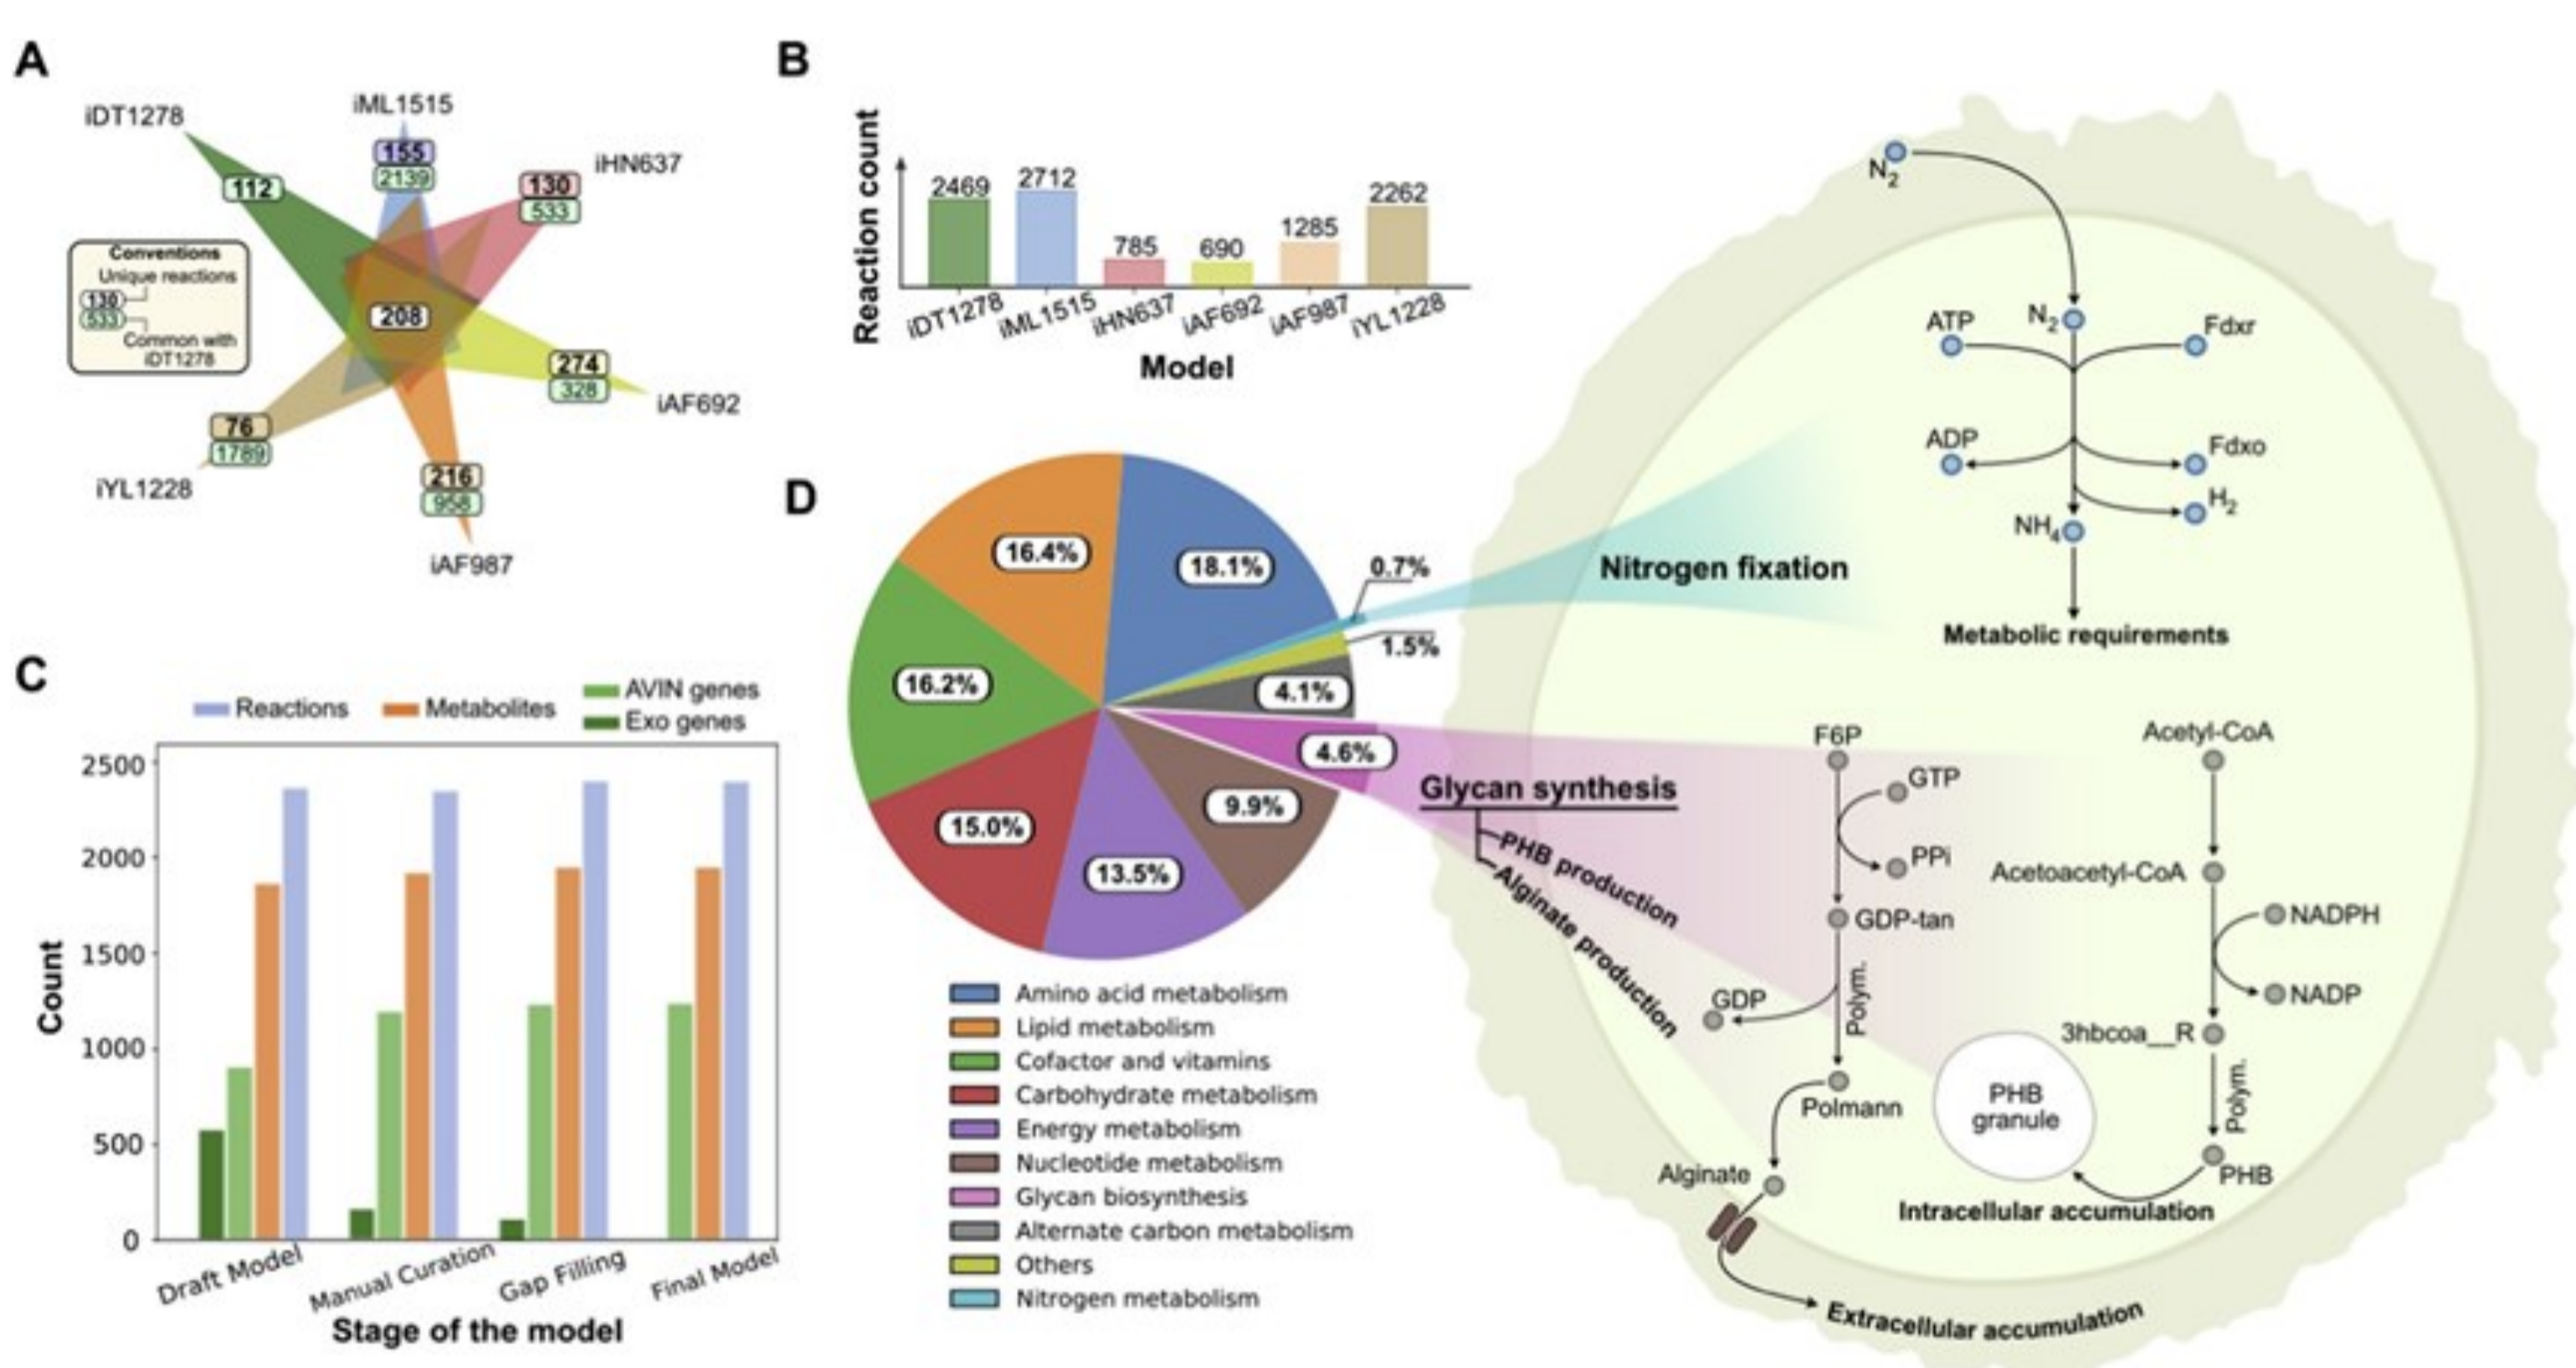 A
iDT1278
iML1515
iHN637
155
2139
130
533
112
Conventions
Unique reactions
130
533
Common with
iDT1278
208
274
328
iAF692
76
1789
iYL1228
216
958
iAF987
B
Reaction count
2469
2712
785
690
1285
2262
iDT1278
iML1515
iHN637
iAF692
iAF987
iYL1228
Model
C
Reactions
Metabolites
AVIN genes
Exo genes
Count
2500
2000
1500
1000
500
0
Draft Model
Manual Curation
Gap Filling
Final Model
Stage of the model
D
16.4%
18.1%
0.7%
1.5%
16.2%
4.1%
4.6%
15.0%
9.9%
13.5%
Amino acid metabolism
Lipid metabolism
Cofactor and vitamins
Carbohydrate metabolism
Energy metabolism
Nucleotide metabolism
Glycan biosynthesis
Alternate carbon metabolism
Others
Nitrogen metabolism
Nitrogen fixation
N2
N2
ATP
Fdxr
ADP
Fdxo
H2
NH4
Metabolic requirements
Glycan synthesis
PHB production
Alginate production
F6P
GTP
PPi
GDP-tan
GDP
Polym.
Polmann
Alginate
Extracellular accumulation
Acetyl-CoA
Acetoacetyl-CoA
NADPH
NADP
3hbcoa__R
Polym.
PHB
granule
PHB
Intracellular accumulation